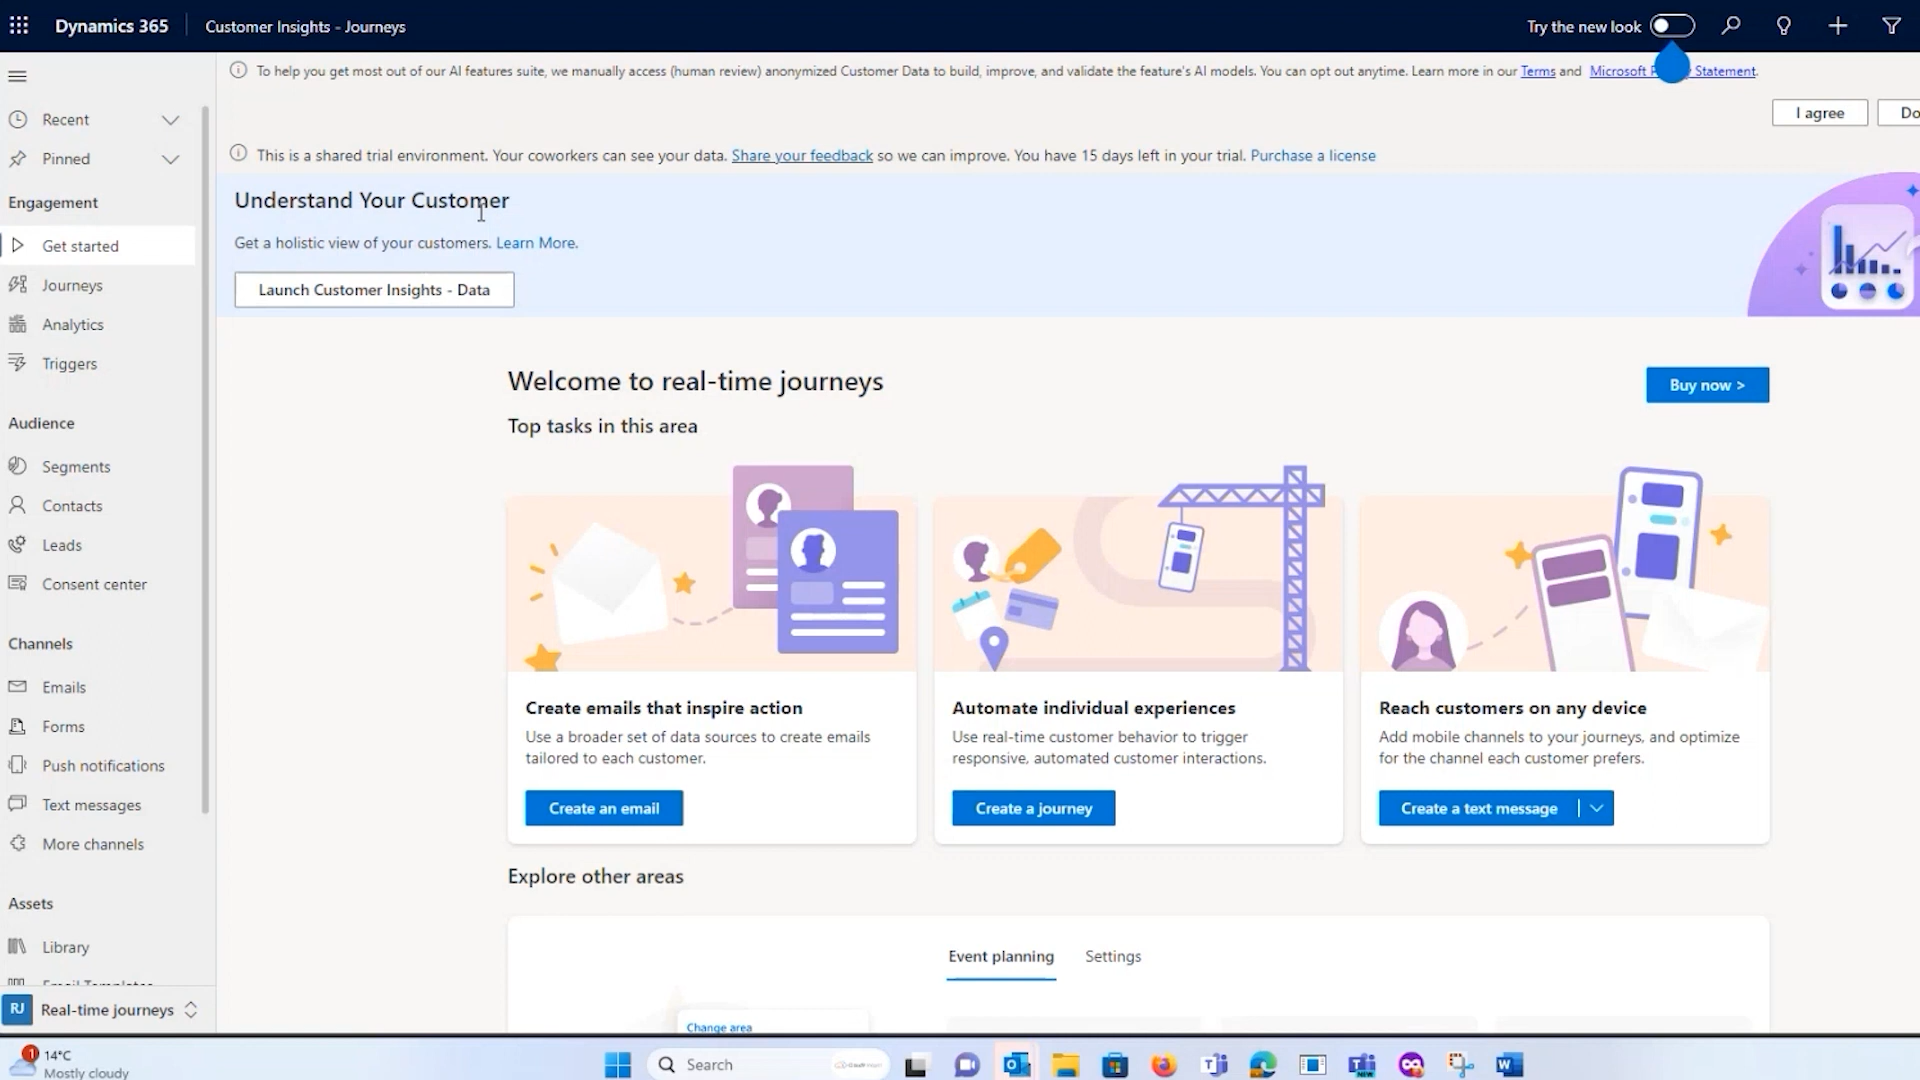 Dynamics 365
Customer Insights - Journeys
Try the new look
To help you get most out of our AI features suite, we manually access (human review) anonymized Customer Data to build, improve, and validate the feature's AI models. You can opt out anytime. Learn more in our Terms and Microsoft P y Statement.
I agree
Do
This is a shared trial environment. Your coworkers can see your data. Share your feedback so we can improve. You have 15 days left in your trial. Purchase a license
Recent
Pinned
Engagement
Get started
Journeys
Analytics
Triggers
Audience
Segments
Contacts
Leads
Consent center
Channels
Emails
Forms
Push notifications
Text messages
More channels
Assets
Library
Email Templates
RJ Real-time journeys
Understand Your Customer
Get a holistic view of your customers. Learn More.
Launch Customer Insights - Data
Welcome to real-time journeys
Buy now >
Top tasks in this area
Create emails that inspire action
Use a broader set of data sources to create emails
tailored to each customer.
Create an email
Automate individual experiences
Use real-time customer behavior to trigger
responsive, automated customer interactions.
Create a journey
Reach customers on any device
Add mobile channels to your journeys, and optimize
for the channel each customer prefers.
Create a text message
Explore other areas
Event planning
Settings
Change area
1
14°C
Mostly cloudy
Search
NEW